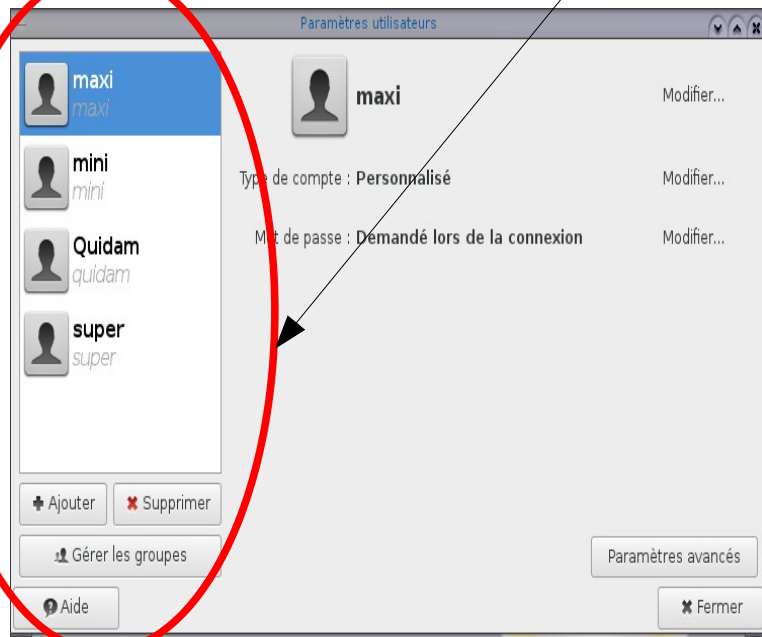 Paramètres utilisateurs
maxi
maxi
mini
mini
Quidam
quidam
super
super
Ajouter
Supprimer
Gérer les groupes
Aide
maxi
Modifier...
Type de compte : Personnalisé
Modifier...
Mot de passe : Demandé lors de la connexion
Modifier...
Paramètres avancés
Fermer